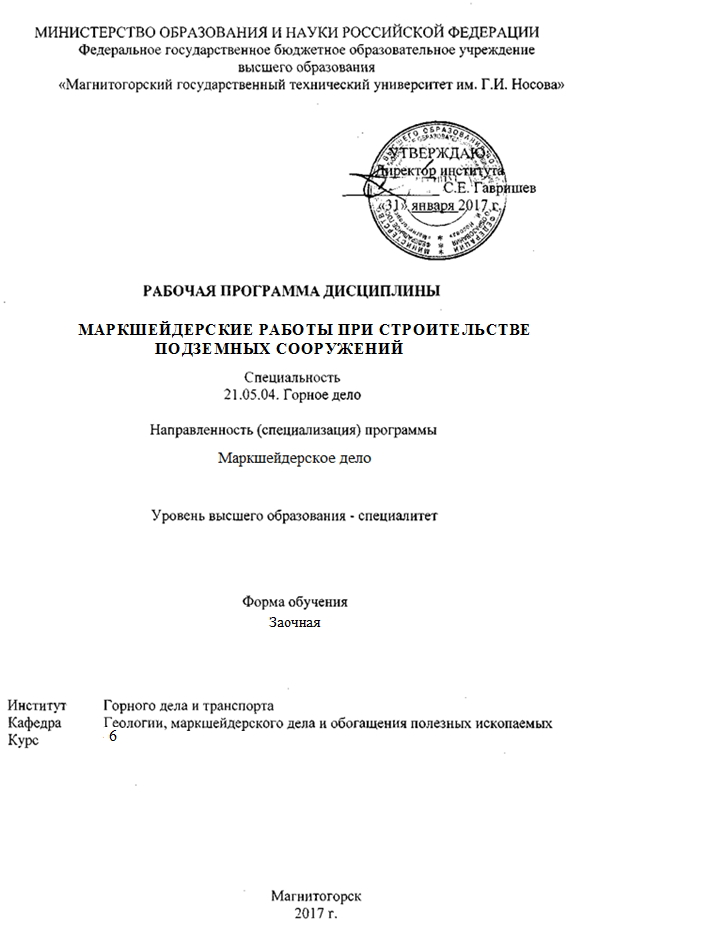 МИНИСТЕРСТВО ОБРАЗОВАНИЯ И НАУКИ РОССИЙСКОЙ ФЕДЕРАЦИИ
Федеральное государственное бюджетное образовательное учреждение
высшего образования
«Магнитогорский государственный технический университет им. Г.И. Носова»
УТВЕРЖДАЮ
Директор института
С.Е. Гавришев
«31» января 2017 г.
РАБОЧАЯ ПРОГРАММА ДИСЦИПЛИНЫ
МАРКШЕЙДЕРСКИЕ РАБОТЫ ПРИ СТРОИТЕЛЬСТВЕ
ПОДЗЕМНЫХ СООРУЖЕНИЙ
Специальность
21.05.04. Горное дело
Направленность (специализация) программы
Маркшейдерское дело
Уровень высшего образования - специалитет
Форма обучения
Заочная
Институт Горного дела и транспорта
Кафедра Геологии, маркшейдерского дела и обогащения полезных ископаемых
Курс 6
Магнитогорск
2017 г.